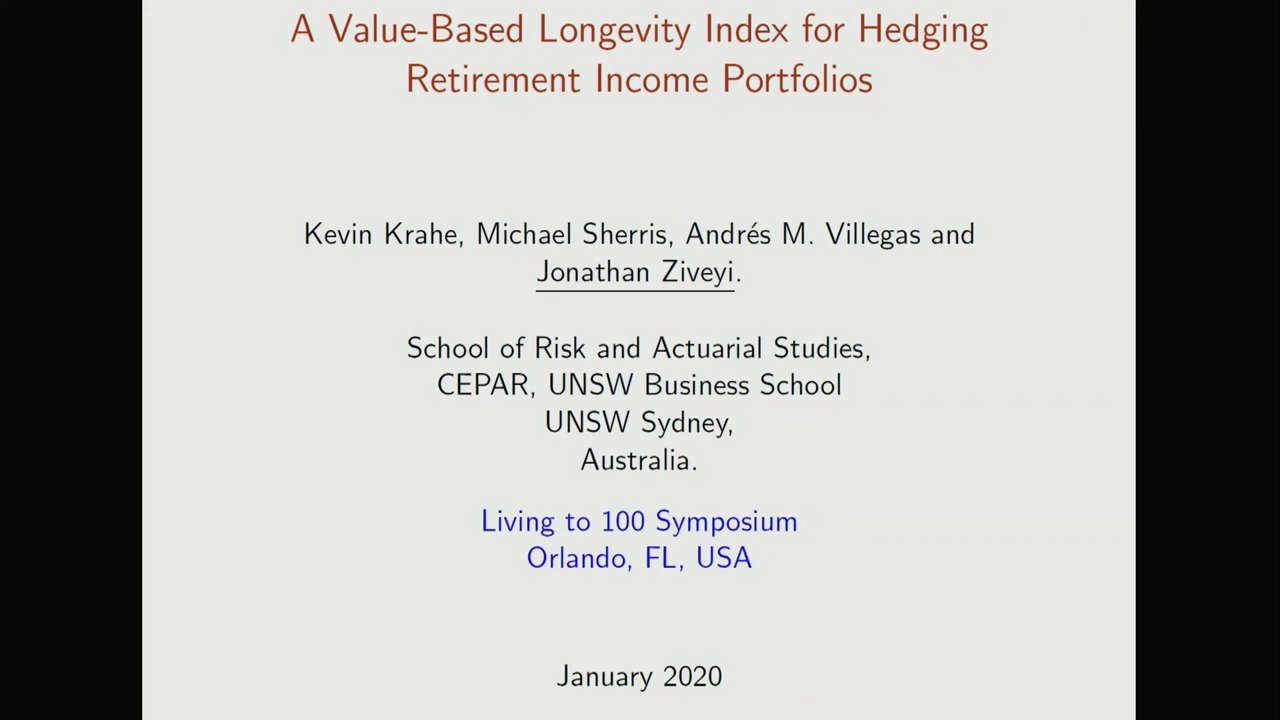 A Value-Based Longevity Index for Hedging
Retirement Income Portfolios
Kevin Krahe, Michael Sherris, Andrés M. Villegas and
Jonathan Ziveyi.
School of Risk and Actuarial Studies,
CEPAR, UNSW Business School
UNSW Sydney,
Australia.
Living to 100 Symposium
Orlando, FL, USA
January 2020